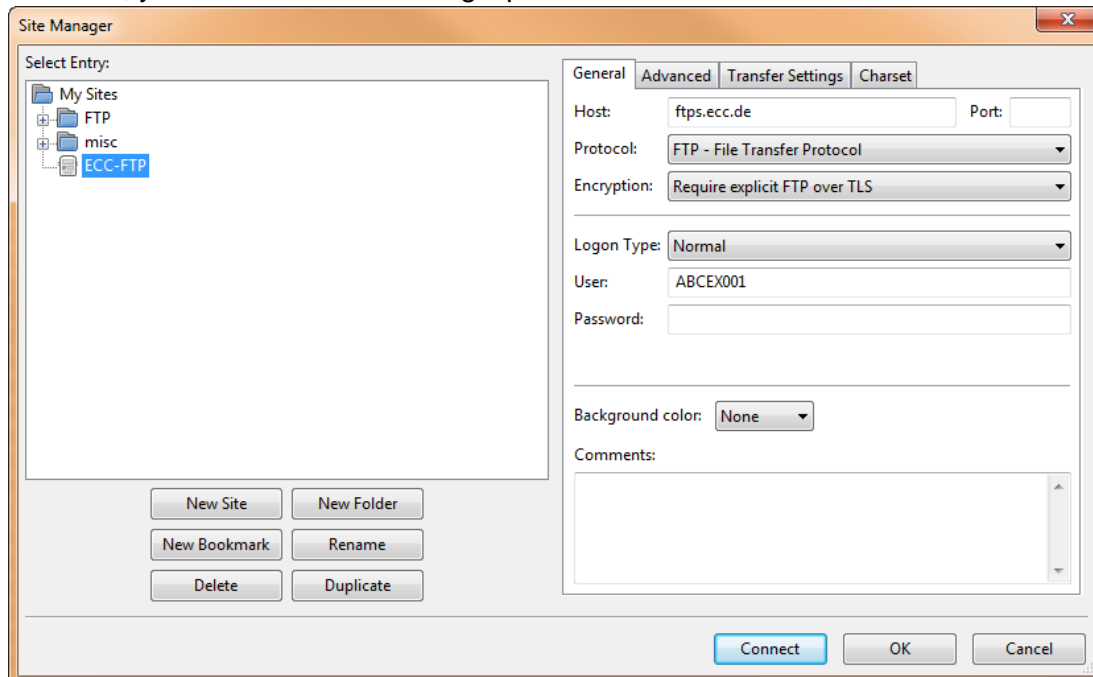 Site Manager
Select Entry:
My Sites
FTP
misc
ECC-FTP
New Site
New Folder
New Bookmark
Rename
Delete
Duplicate
General
Advanced
Transfer Settings
Charset
Host:
ftps.ecc.de
Port:
Protocol:
FTP - File Transfer Protocol
Encryption:
Require explicit FTP over TLS
Logon Type:
Normal
User:
ABCEX001
Password:
Background color:
None
Comments:
Connect
OK
Cancel